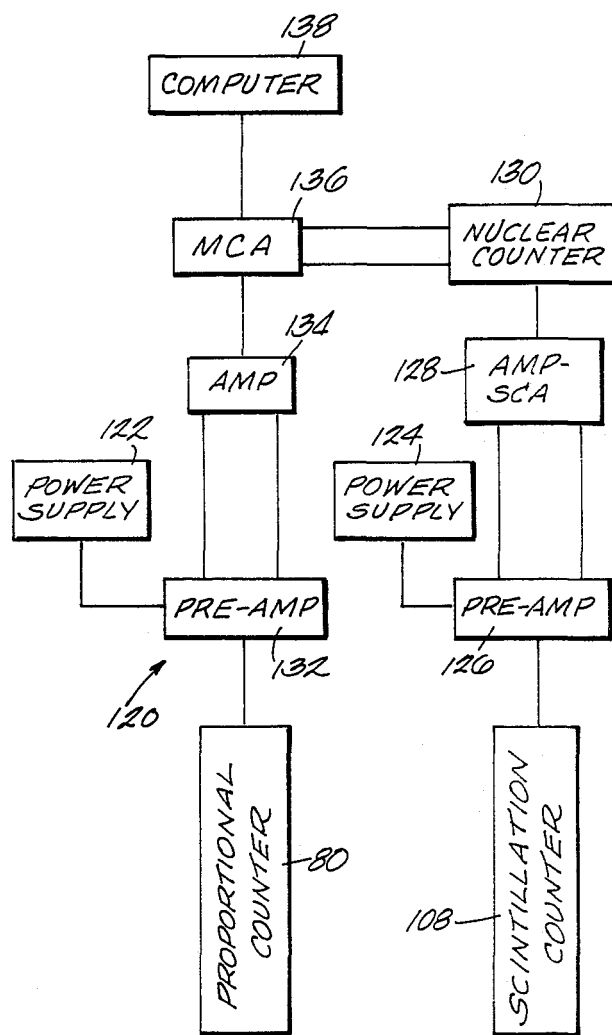 138
COMPUTER
136
MCA
130
NUCLEAR
COUNTER
134
AMP
128
AMP-
SCA
122
POWER
SUPPLY
124
POWER
SUPPLY
PRE-AMP
132
PRE-AMP
126
120
PROPORTIONAL
COUNTER
80
SCINTILLATION
COUNTER
108